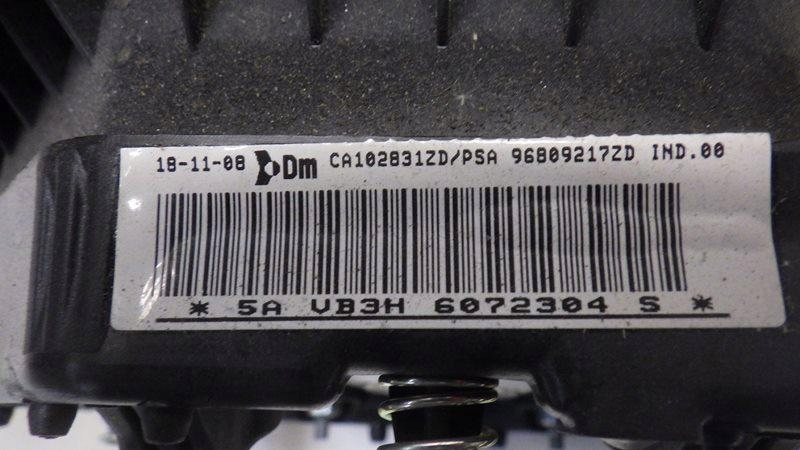 18-11-08 Dm CA102831ZD/PSA 96809217ZD IND.00
* 5A VB3H 6072304 S *